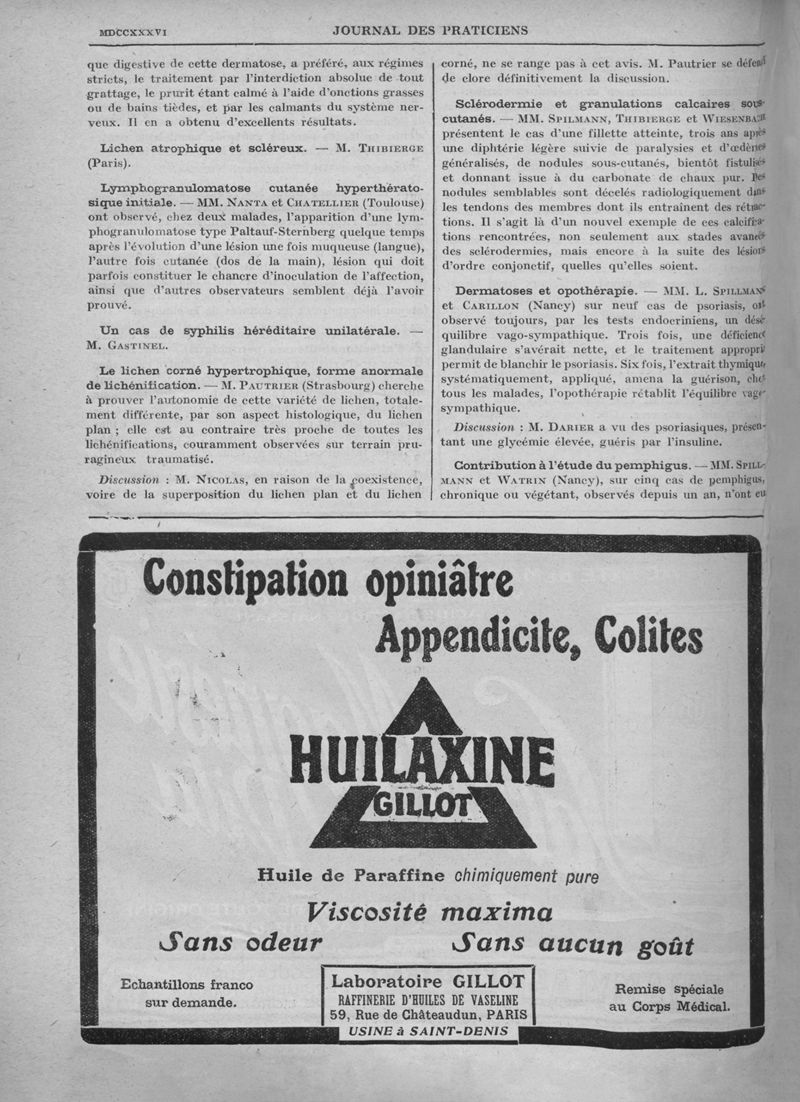 MDCCXXXVI
JOURNAL DES PRATICIENS
que digestive de cette dermatose, a préféré, aux régimes
stricts, le traitement par l'interdiction absolue de tout
grattage, le prurit étant calmé à l'aide d'onctions grasses
ou de bains tièdes, et par les calmants du système ner-
veux. Il en a obtenu d'excellents résultats.
Lichen atrophique et scléreux. — M. THIBIERGE
(Paris).
Lymphogranulomatose cutanée hyperthérato-
sique initiale. — MM. NANTA et CHATELLIER (Toulouse)
ont observé, chez deux malades, l'apparition d'une lym-
phogranulomatose type Paltauf-Sternberg quelque temps
après l'évolution d'une lésion une fois muqueuse (langue),
l'autre fois cutanée (dos de la main), lésion qui doit
parfois constituer le chancre d'inoculation de l'affection,
ainsi que d'autres observateurs semblent déjà l'avoir
prouvé.
Un cas de syphilis héréditaire unilatérale. —
M. GASTINEL.
Le lichen corné hypertrophique, forme anormale
de lichénification. — M. PAUTRIER (Strasbourg) cherche
à prouver l'autonomie de cette variété de lichen, totale-
ment différente, par son aspect histologique, du lichen
plan ; elle est au contraire très proche de toutes les
lichénifications, couramment observées sur terrain pru-
ragineux traumatisé.
Discussion : M. NICOLAS, en raison de la coexistence,
voire de la superposition du lichen plan et du lichen
corné, ne se range pas à cet avis. M. Pautrier se défend
de clore définitivement la discussion.
Sclérodermie et granulations calcaires sous-
cutanés. — MM. SPILMANN, THIBIERGE et
présentent le cas d'une fillette atteinte, trois ans après
une diphtérie légère suivie de paralysies et d'œdèmes
généralisés, de nodules sous-cutanés, bientôt fistulisés
et donnant issue à du carbonate de chaux pur. Des
nodules semblables sont décelés radiologiquement dans
les tendons des membres dont ils entraînent des rétrac-
tions. Il s'agit là d'un nouvel exemple de ces calcifica-
tions rencontrées, non seulement aux stades avancés
des sclérodermies, mais encore à la suite des lésions
d'ordre conjonctif, quelles qu'elles soient.
Dermatoses et opothérapie. — MM. L. SPILLMANN
et CARILLON (Nancy) sur neuf cas de psoriasis, ont
observé toujours, par les tests endocriniens, un désé-
quilibre vago-sympathique. Trois fois, une déficience
glandulaire s'avérait nette, et le traitement approprié
permit de blanchir le psoriasis. Six fois, l'extrait thymique,
systématiquement, appliqué, amena la guérison, chez
tous les malades, l'opothérapie rétablit l'équilibre vago-
sympathique.
Discussion : M. DARIER a vu des psoriasiques, présen-
tant une glycémie élevée, guéris par l'insuline.
Contribution à l'étude du pemphigus. — MM. SPILL-
MANN et WATRIN (Nancy), sur cinq cas de pemphigus,
chronique ou végétant, observés depuis un an, n'ont eu
Constipation opiniâtre
Appendicite, Colites
HUILAXINE
GILLOT
Huile de Paraffine chimiquement pure
Viscosité maxima
Sans odeur Sans aucun goût
Echantillons franco
sur demande.
Laboratoire GILLOT
RAFFINERIE D'HUILES DE VASELINE
59, Rue de Châteaudun, PARIS
USINE à SAINT-DENIS
Remise spéciale
au Corps Médical.